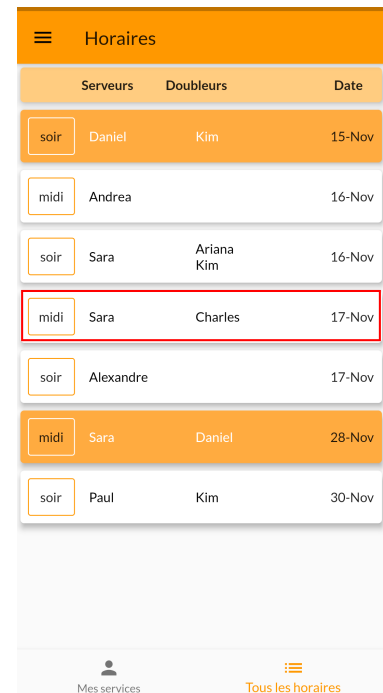 Horaires
Serveurs Doubleurs Date
soir Daniel Kim 15-Nov
midi Andrea 16-Nov
soir Sara Ariana Kim 16-Nov
midi Sara Charles 17-Nov
soir Alexandre 17-Nov
midi Sara Daniel 28-Nov
soir Paul Kim 30-Nov
Mes services Tous les horaires